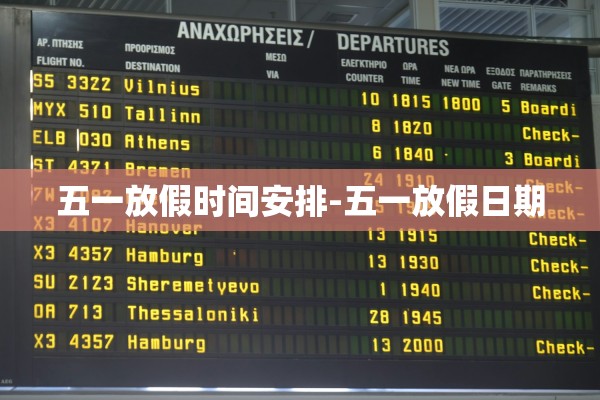 ΑΝΑΧΩΡΗΣΕΙΣ / DEPARTURES
ΑΡ. ΠΤΗΣΗΣ ΠΡΟΟΡΙΣΜΟΣ ΜΕΣΩ ΕΛΕΓΚΤΗΡΙΟ ΩΡΑ ΝΕΑ ΩΡΑ ΕΞΟΔΟΣ ΠΑΡΑΤΗΡΗΣΕΙΣ
FLIGHT NO. DESTINATION VIA COUNTER TIME NEW TIME GATE REMARKS
S5 3322 Vilnius 10 1815 1800 5 Boardi
MYX 510 Tallinn 8 1820 Check-
ELB 030 Athens 6 1840 3 Boardi
ST 4371 Bremen 24 1910 Check-
五一放假时间安排-五一放假日期
X3 4107 Hanover 13 1915 Check-
X3 4357 Hamburg 13 1930 Check-
SU 2123 Sheremetyevo 1 1940 Check-
OA 713 Thessaloniki 28 1945
X3 4357 Hamburg 13 2000 Check-